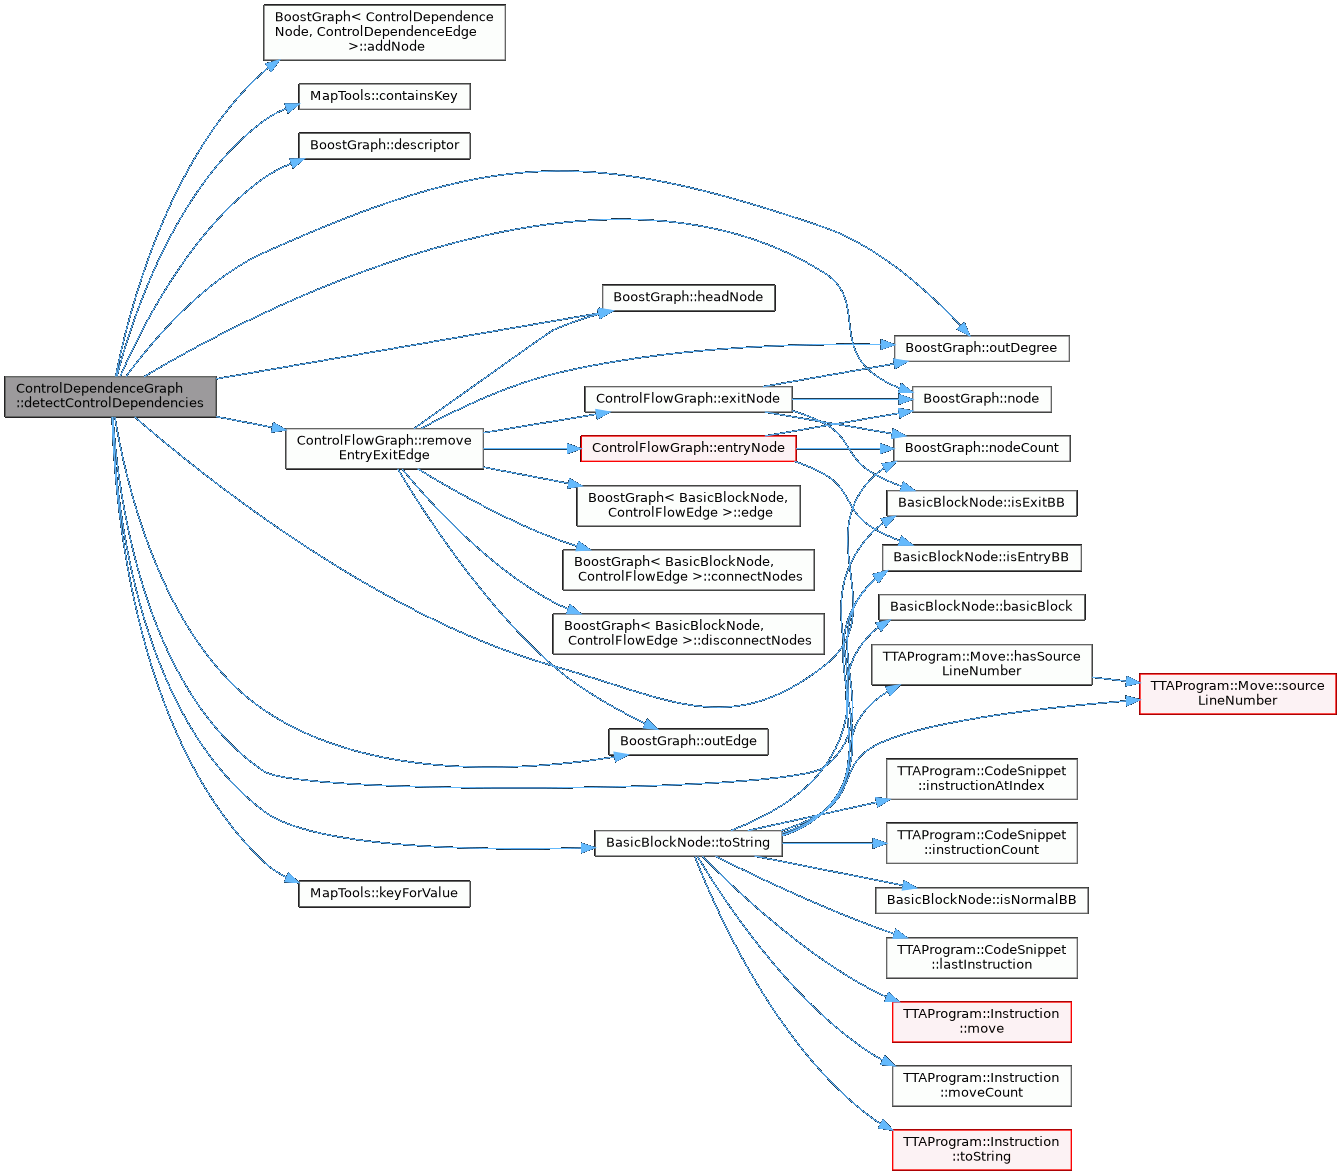 BoostGraph< ControlDependence
Node, ControlDependenceEdge
>::addNode
MapTools::containsKey
BoostGraph::descriptor
BoostGraph::headNode
BoostGraph::outDegree
ControlDependenceGraph
::detectControlDependencies
ControlFlowGraph::exitNode
BoostGraph::node
ControlFlowGraph::remove
EntryExitEdge
ControlFlowGraph::entryNode
BoostGraph::nodeCount
BoostGraph< BasicBlockNode,
ControlFlowEdge >::edge
BasicBlockNode::isExitBB
BasicBlockNode::isEntryBB
BoostGraph< BasicBlockNode,
ControlFlowEdge >::connectNodes
BasicBlockNode::basicBlock
BoostGraph< BasicBlockNode,
ControlFlowEdge >::disconnectNodes
TTAProgram::Move::hasSource
LineNumber
TTAProgram::Move::source
LineNumber
BoostGraph::outEdge
TTAProgram::CodeSnippet
::instructionAtIndex
BasicBlockNode::toString
TTAProgram::CodeSnippet
::instructionCount
MapTools::keyForValue
BasicBlockNode::isNormalBB
TTAProgram::CodeSnippet
::lastInstruction
TTAProgram::Instruction
::move
TTAProgram::Instruction
::moveCount
TTAProgram::Instruction
::toString